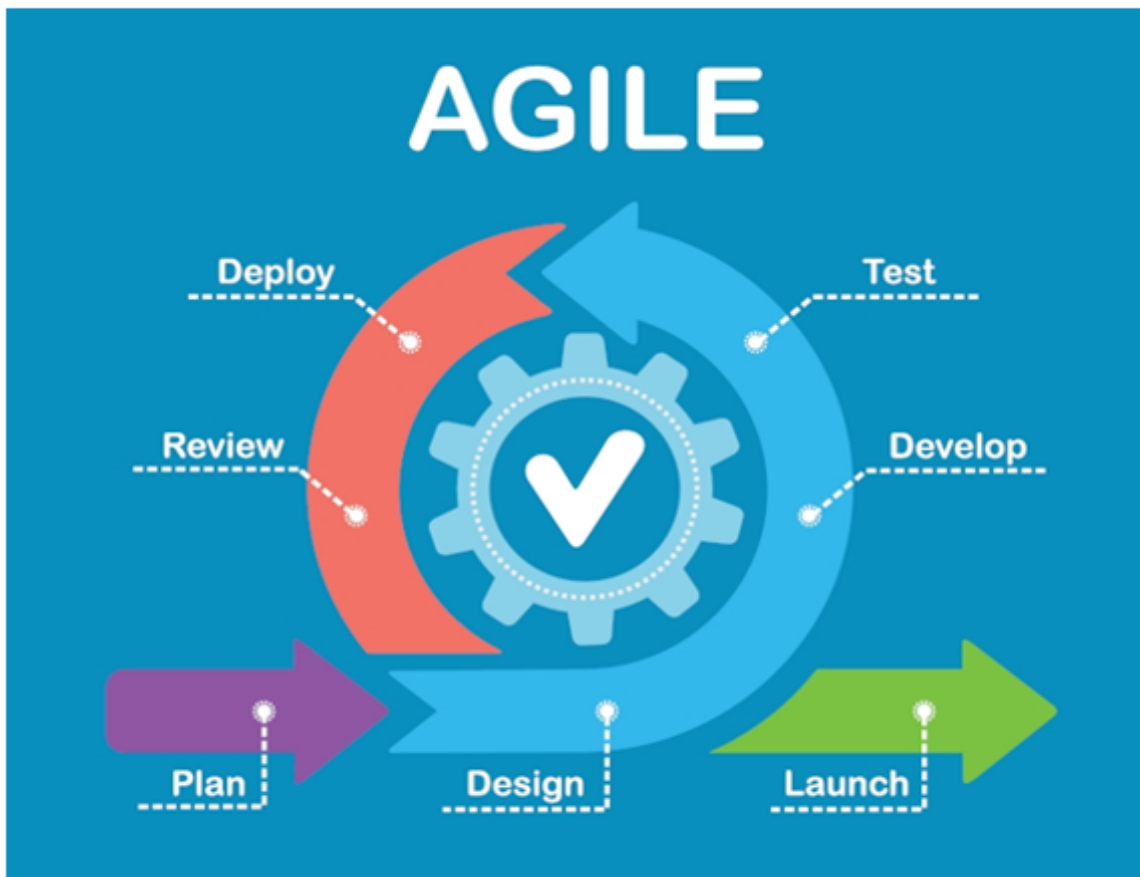 AGILE
Deploy
Test
Review
Develop
Plan
Design
Launch